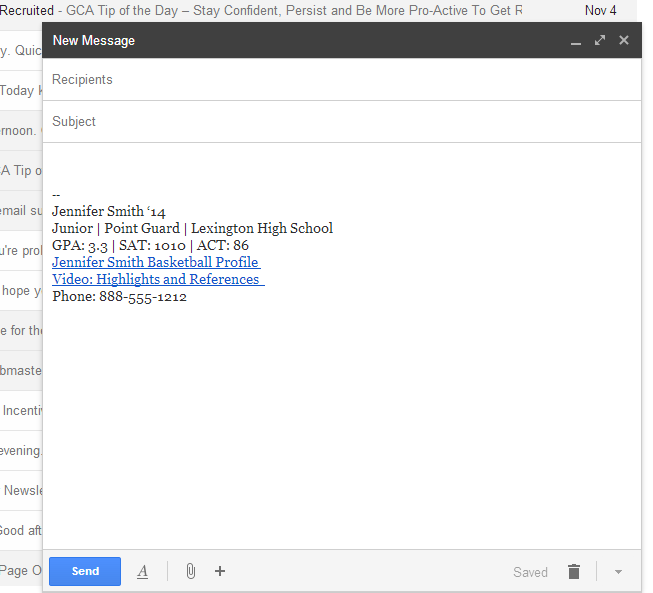 Recruited - GCA Tip of the Day – Stay Confident, Persist and Be More Pro-Active To Get R Nov 4
New Message
y. Quic
Recipients
Today k
Subject
rnoon.
A Tip o
--
email su
Jennifer Smith ‘14
Junior | Point Guard | Lexington High School
GPA: 3.3 | SAT: 1010 | ACT: 86
u're prol
Jennifer Smith Basketball Profile
Video: Highlights and References
hope y
Phone: 888-555-1212
e for the
bmaste
Incentiv
evening.
Newsle
Good aft
Page O
Send A Saved